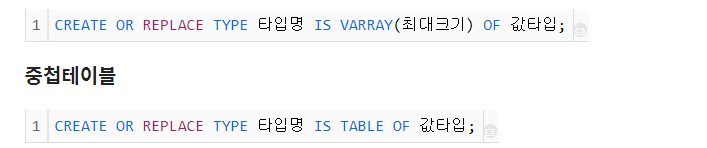 1 CREATE OR REPLACE TYPE 타입명 IS VARRAY(최대크기) OF 값타입;
중첩테이블
1 CREATE OR REPLACE TYPE 타입명 IS TABLE OF 값타입;